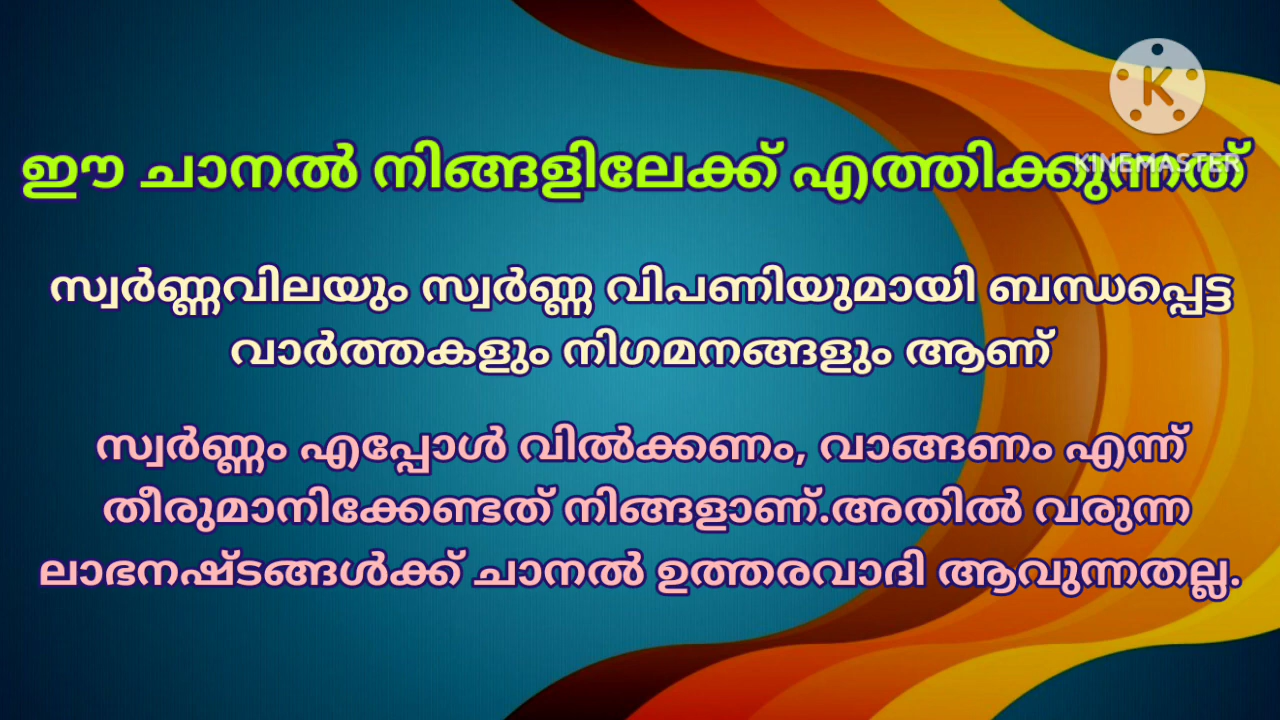 K
KINEMASTER
ഈ ചാനൽ നിങ്ങളിലേക്ക് എത്തിക്കുന്നത്
സ്വർണ്ണവിലയും സ്വർണ്ണ വിപണിയുമായി ബന്ധപ്പെട്ട
വാർത്തകളും നിഗമനങ്ങളും ആണ്
സ്വർണ്ണം എപ്പോൾ വിൽക്കണം, വാങ്ങണം എന്ന്
തീരുമാനിക്കേണ്ടത് നിങ്ങളാണ്.അതിൽ വരുന്ന
ലാഭനഷ്ടങ്ങൾക്ക് ചാനൽ ഉത്തരവാദി ആവുന്നതല്ല.